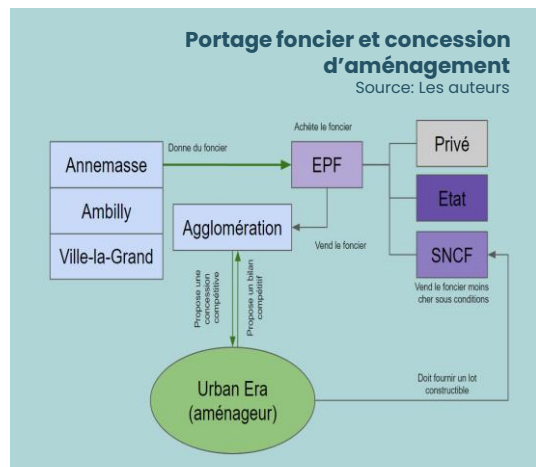 Portage foncier et concession
d’aménagement
Source: Les auteurs
Achète le foncier
Donne du foncier
Annemasse
EPF
Privé
Ambilly
Etat
Agglomération
Ville-la-Grand
Vend le foncier
SNCF
Vend le foncier moins
cher sous conditions
Propose une
concession
compétitive
Propose un bilan
compétitif
Urban Era
(aménageur)
Doit fournir un lot
constructible